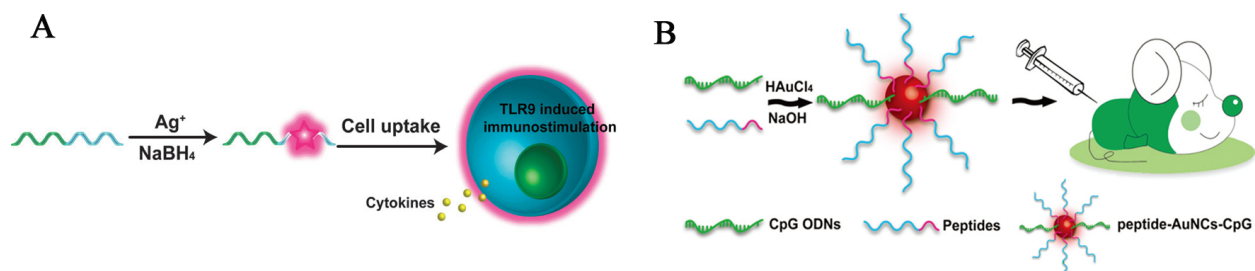 A
Ag⁺
NaBH₄
Cell uptake
TLR9 induced
immunostimulation
Cytokines
B
HAuCl₄
NaOH
CpG ODNs
Peptides
peptide-AuNCs-CpG